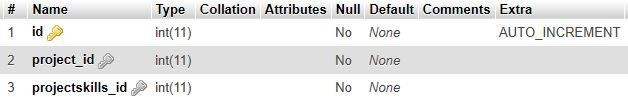 # Name Type Collation Attributes Null Default Comments Extra
1 id int(11) No None AUTO_INCREMENT
2 project_id int(11) No None
3 projectskills_id int(11) No None